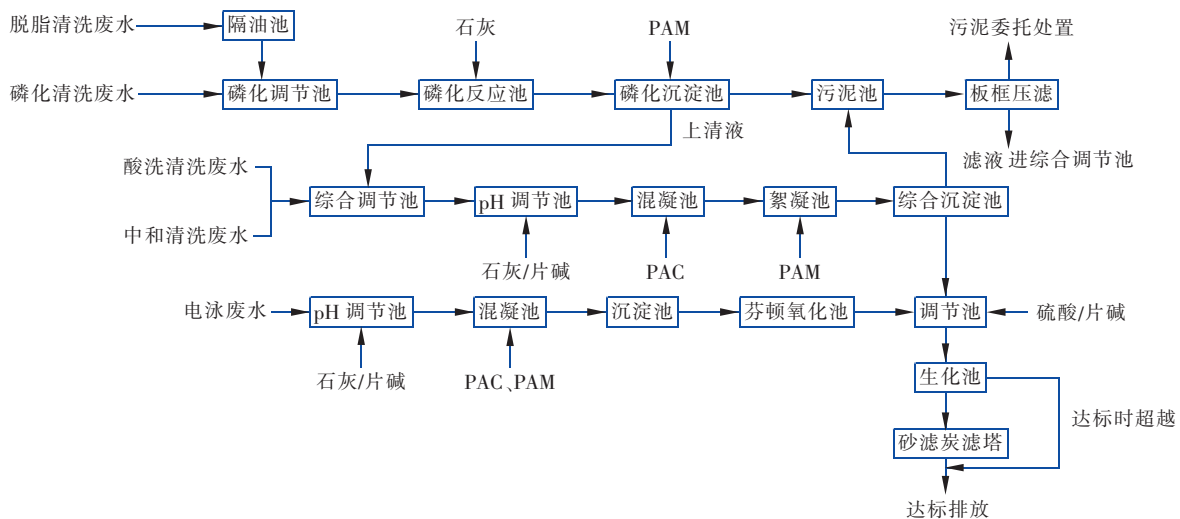 脱脂清洗废水
隔油池
石灰
PAM
污泥委托处置
磷化清洗废水
磷化调节池
磷化反应池
磷化沉淀池
污泥池
板框压滤
上清液
滤液 进综合调节池
酸洗清洗废水
综合调节池
pH 调节池
混凝池
絮凝池
综合沉淀池
中和清洗废水
石灰/片碱
PAC
PAM
电泳废水
pH 调节池
混凝池
沉淀池
芬顿氧化池
调节池
硫酸/片碱
石灰/片碱
PAC、PAM
生化池
达标时超越
砂滤炭滤塔
达标排放